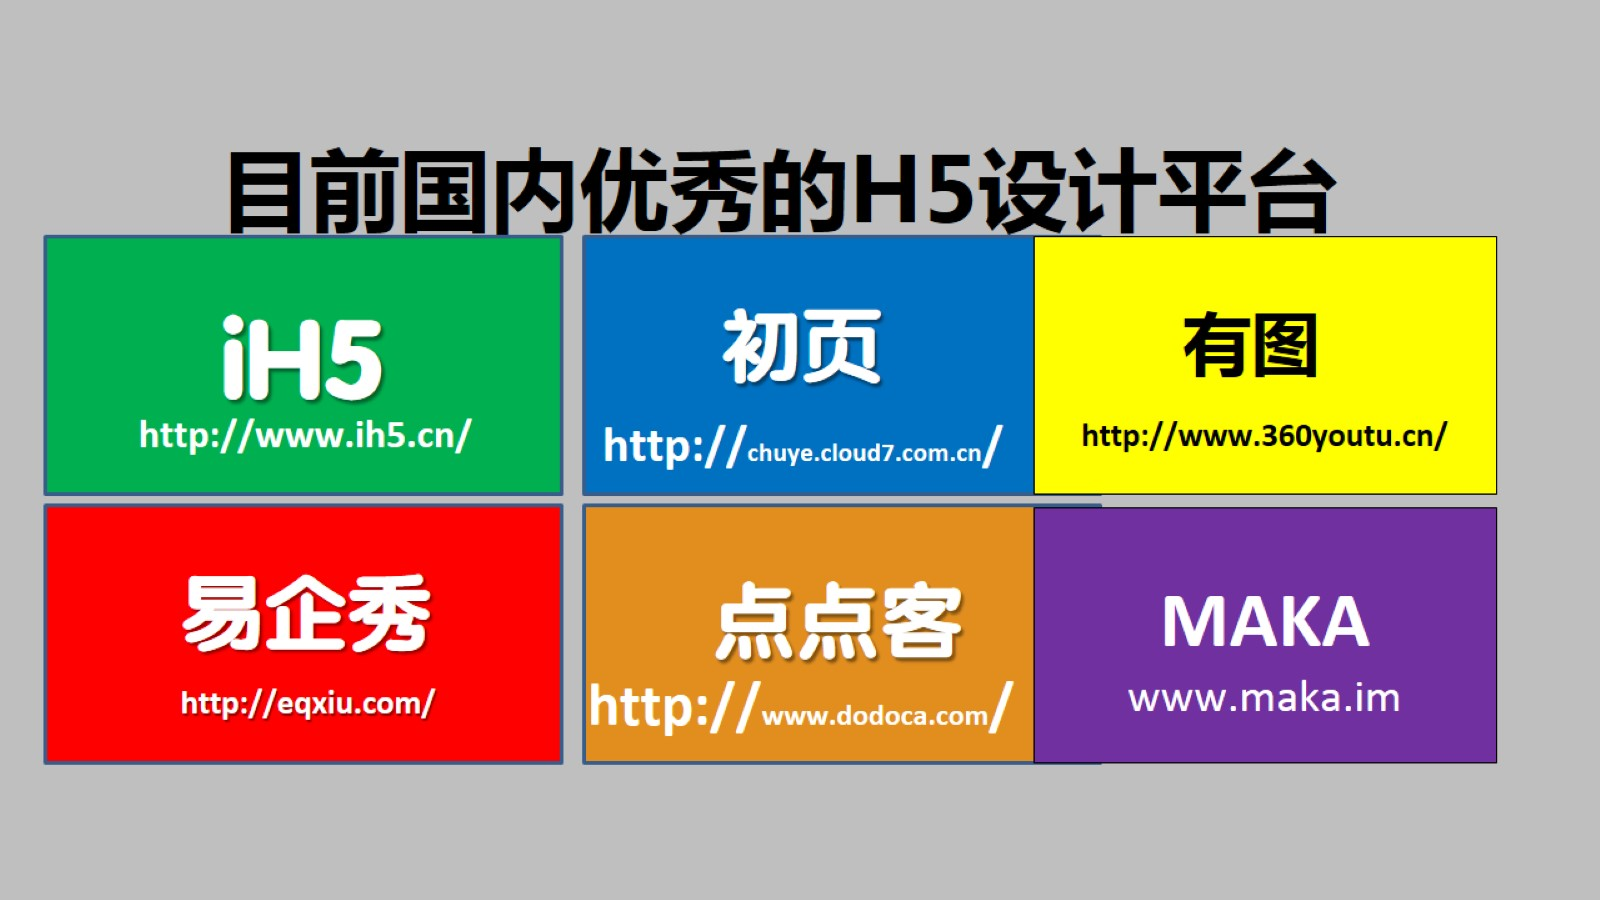 目前国内优秀的H5设计平台
iH5
http://www.ih5.cn/
初页
http://chuye.cloud7.com.cn/
有图
http://www.360youtu.cn/
易企秀
http://eqxiu.com/
点点客
http://www.dodoca.com/
MAKA
www.maka.im